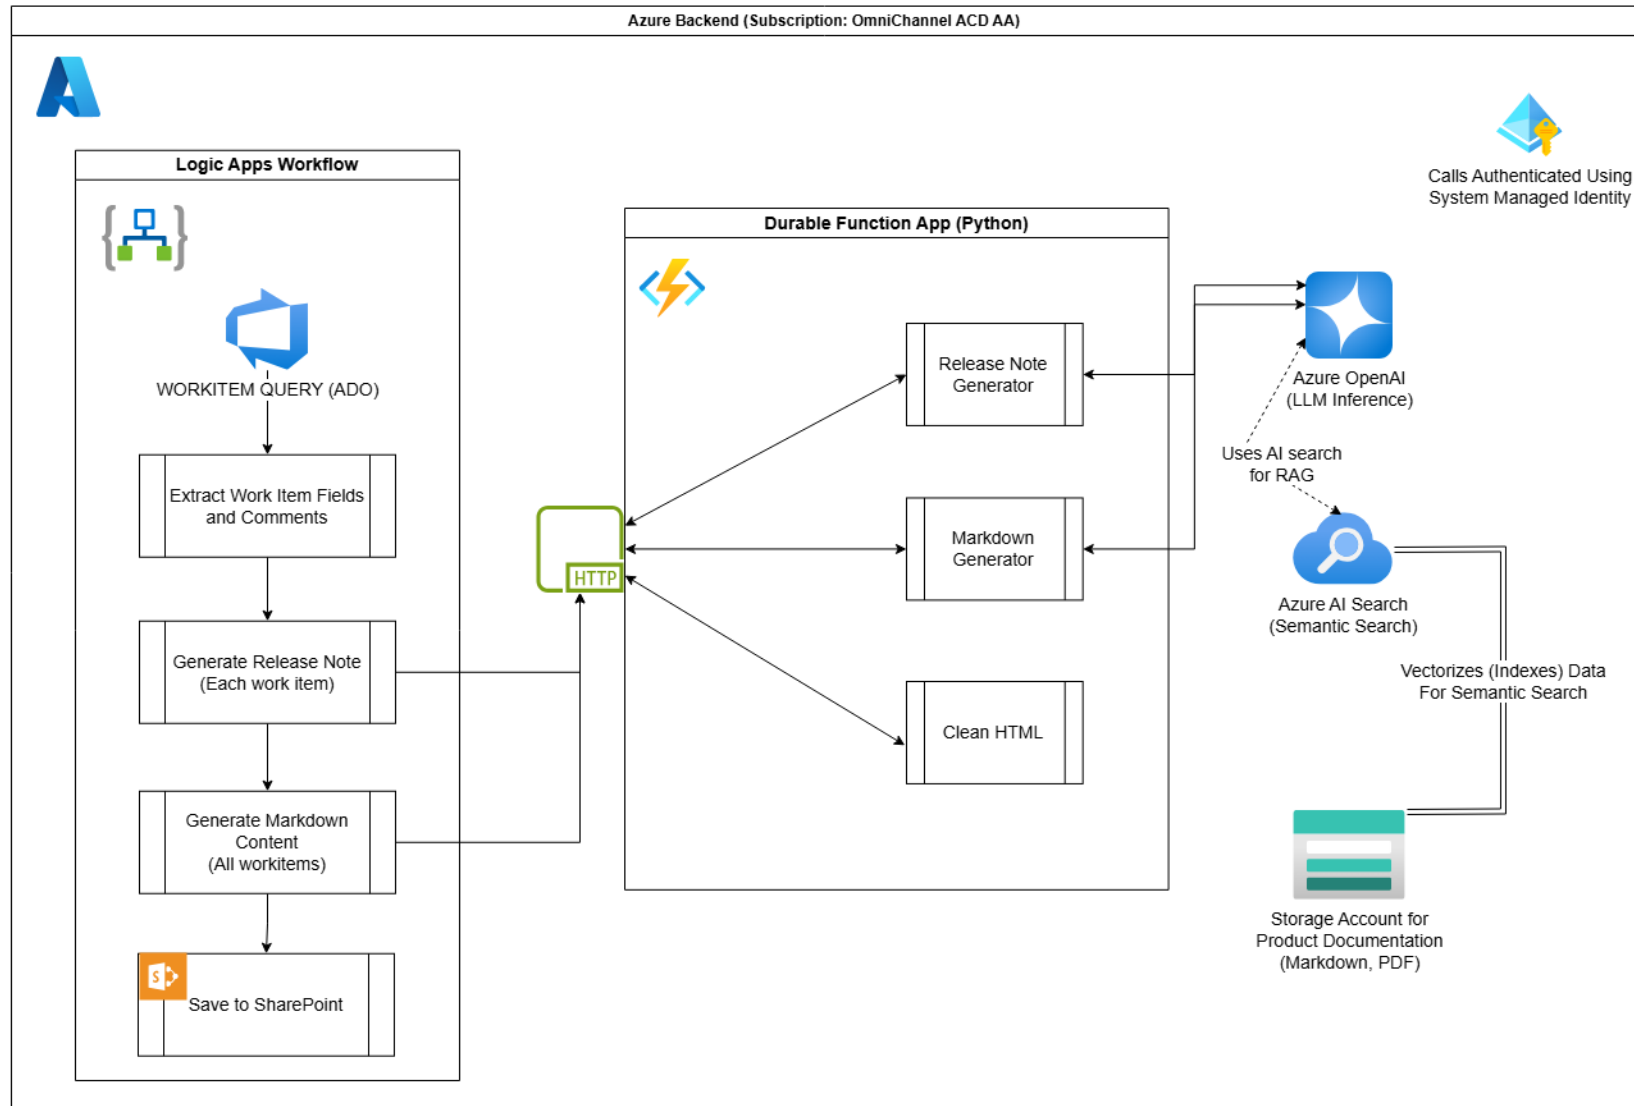 Azure Backend (Subscription: OmniChannel ACD AA)
Calls Authenticated Using
System Managed Identity
Logic Apps Workflow
WORKITEM QUERY (ADO)
Extract Work Item Fields
and Comments
Generate Release Note
(Each work item)
Generate Markdown
Content
(All workitems)
S
Save to SharePoint
HTTP
Durable Function App (Python)
Release Note
Generator
Markdown
Generator
Clean HTML
Azure OpenAI
(LLM Inference)
Uses AI search
for RAG
Azure AI Search
(Semantic Search)
Vectorizes (Indexes) Data
For Semantic Search
Storage Account for
Product Documentation
(Markdown, PDF)